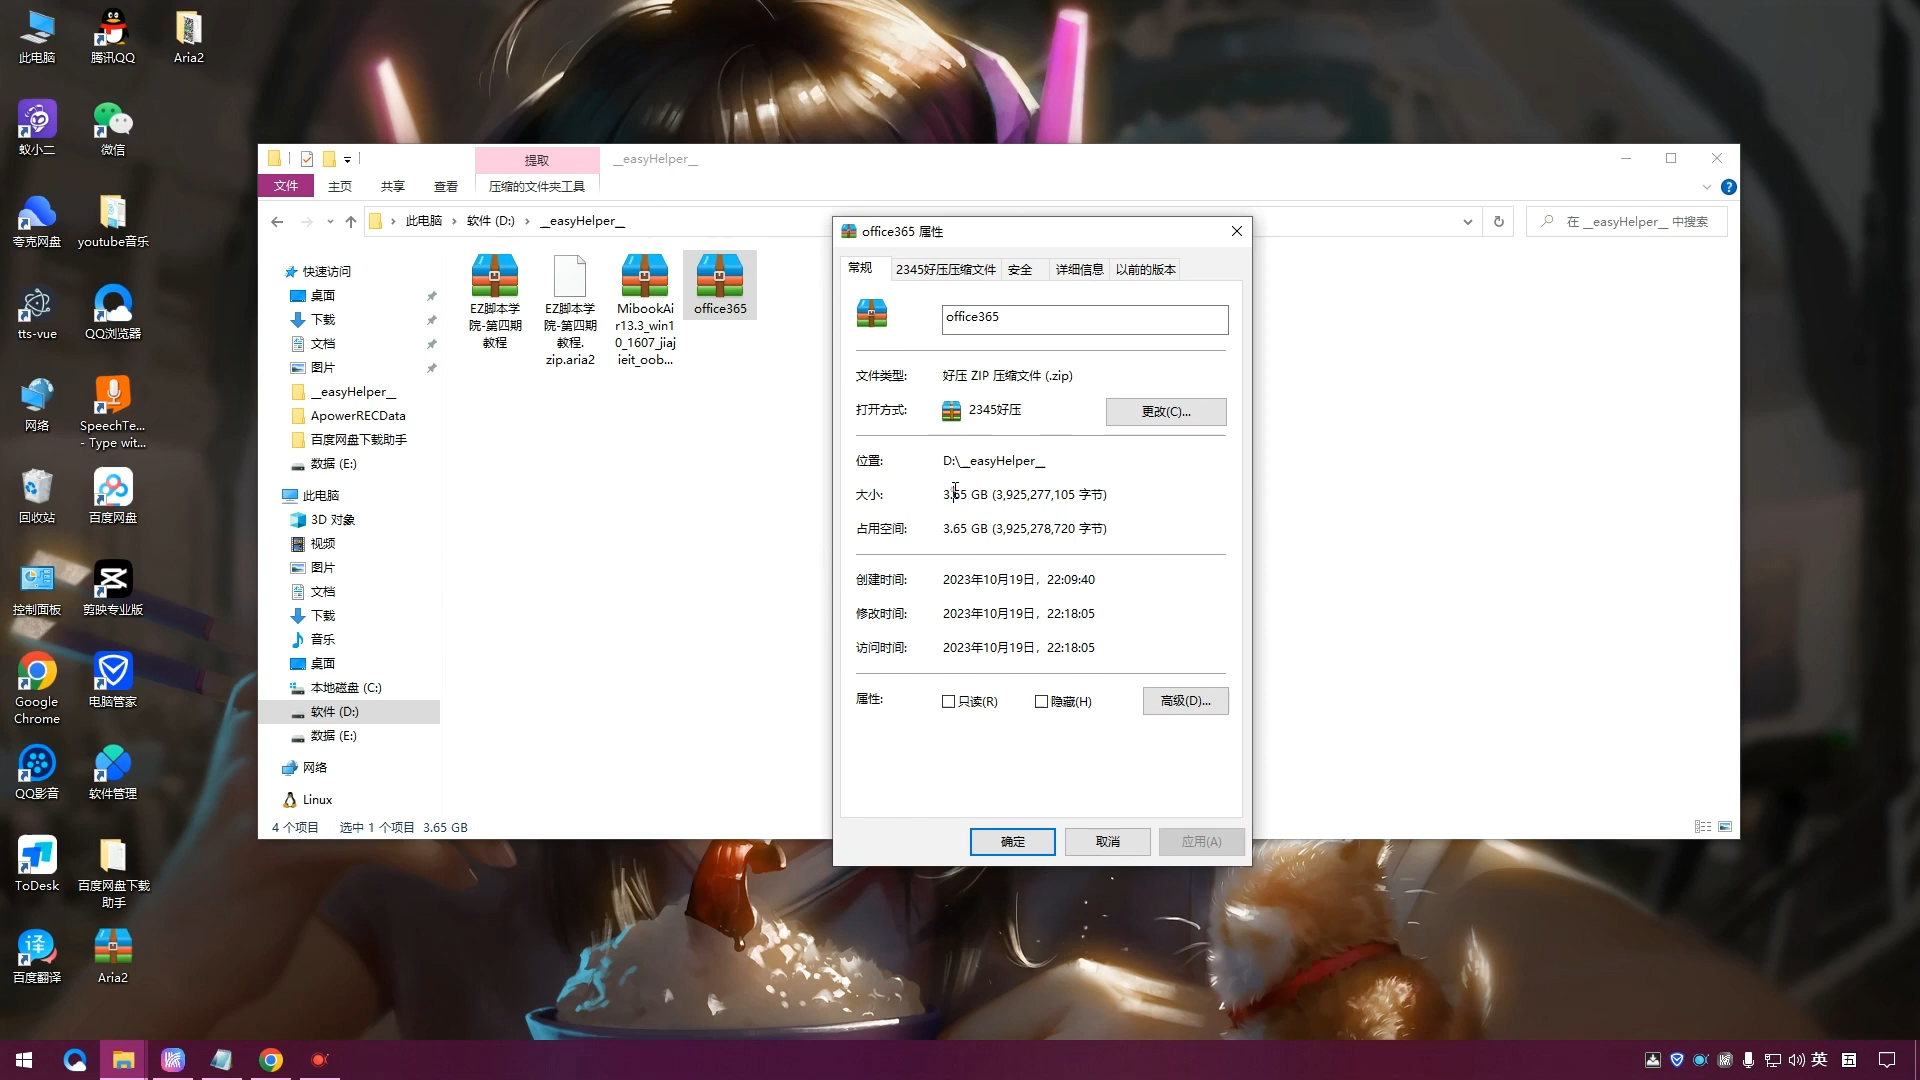 此电脑
腾讯QQ
Aria2
蚁小二
微信
夸克网盘
youtube音乐
tts-vue
QQ浏览器
网络
SpeechTe...
- Type wit...
回收站
百度网盘
控制面板
剪映专业版
Google
Chrome
电脑管家
QQ影音
软件管理
ToDesk
百度网盘下载
助手
百度翻译
Aria2
提取
__easyHelper__
文件
主页
共享
查看
压缩的文件夹工具
此电脑
软件 (D:)
__easyHelper__
在 __easyHelper__ 中搜索
快速访问
桌面
下载
文档
图片
__easyHelper__
ApowerRECData
百度网盘下载助手
数据 (E:)
此电脑
3D 对象
视频
图片
文档
下载
音乐
桌面
本地磁盘 (C:)
软件 (D:)
数据 (E:)
网络
Linux
EZ脚本学
院-第四期
教程
EZ脚本学
院-第四期
教程.
zip.aria2
MibookAi
r13.3_win1
0_1607_jiaj
ieit_oob...
office365
4 个项目
选中 1 个项目 3.65 GB
office365 属性
常规
2345好压压缩文件
安全
详细信息
以前的版本
office365
文件类型:
好压 ZIP 压缩文件 (.zip)
打开方式:
2345好压
更改(C)...
位置:
D:\__easyHelper__
大小:
3.65 GB (3,925,277,105 字节)
占用空间:
3.65 GB (3,925,278,720 字节)
创建时间:
2023年10月19日，22:09:40
修改时间:
2023年10月19日，22:18:05
访问时间:
2023年10月19日，22:18:05
属性:
只读(R)
隐藏(H)
高级(D)...
确定
取消
应用(A)
英
五